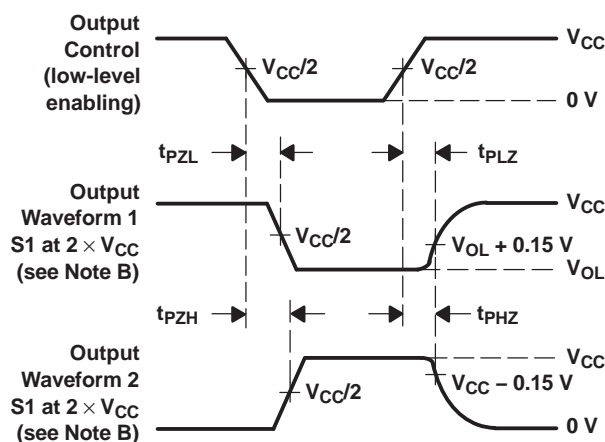 Output
Control
(low-level
enabling)
VCC/2
VCC/2
VCC
0 V
tPZL
tPLZ
Output
Waveform 1
S1 at 2 × VCC
(see Note B)
VCC/2
VCC
VOL + 0.15 V
VOL
tPZH
tPHZ
Output
Waveform 2
S1 at 2 × VCC
(see Note B)
VCC/2
VCC
VCC – 0.15 V
0 V